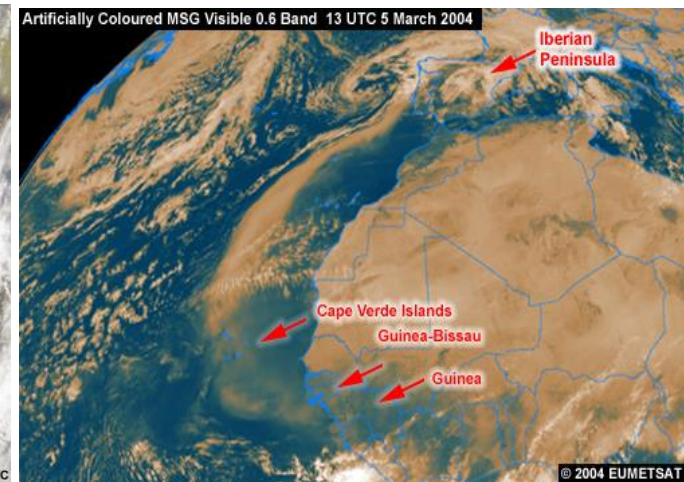 Artificially Coloured MSG Visible 0.6 Band 13 UTC 5 March 2004
Iberian
Peninsula
Cape Verde Islands
Guinea-Bissau
Guinea
c
© 2004 EUMETSAT